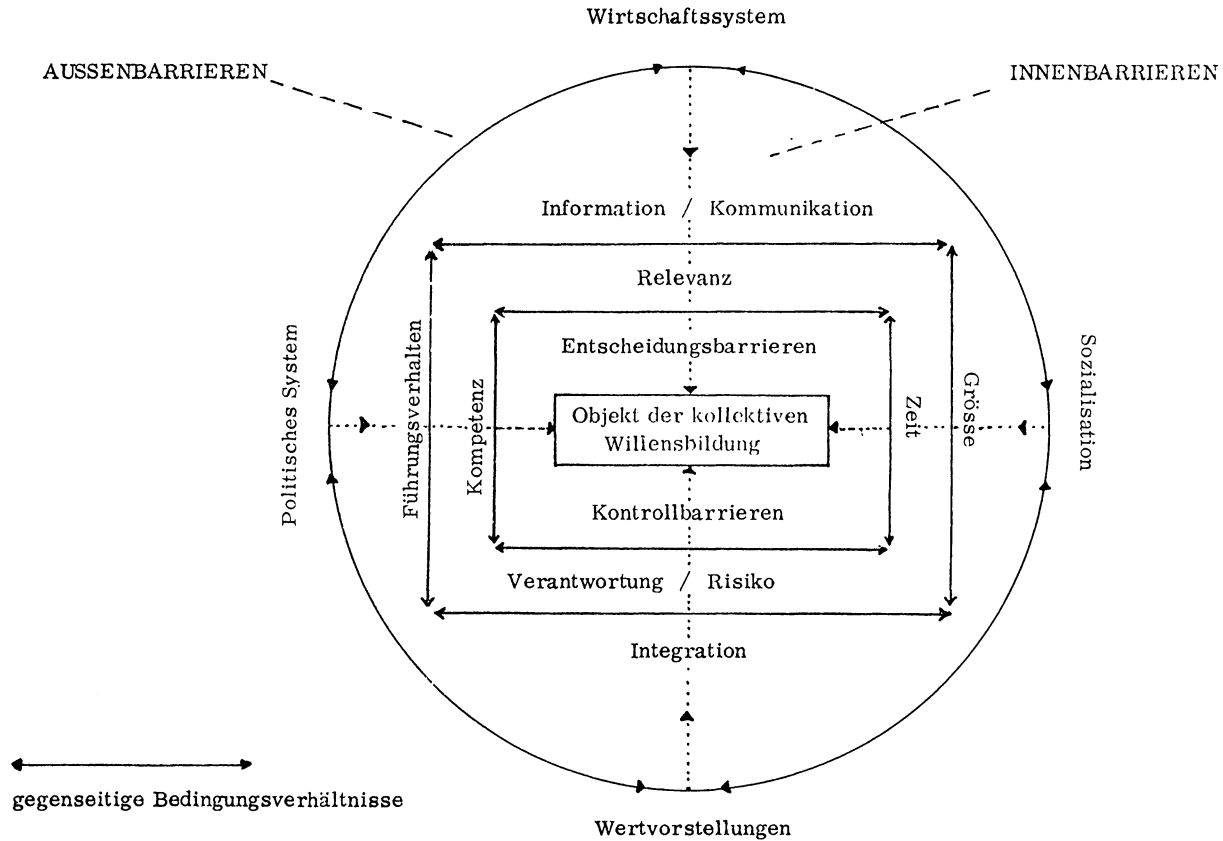 Wirtschaftssystem
AUSSENBARRIEREN
INNENBARRIEREN
Information / Kommunikation
Relevanz
Entscheidungsbarrieren
Politisches System
Führungsverhalten
Kompetenz
Objekt der kollektiven
Willensbildung
Zeit
Grösse
Sozialisation
Kontrollbarrieren
Verantwortung / Risiko
Integration
gegenseitige Bedingungsverhältnisse
Wertvorstellungen